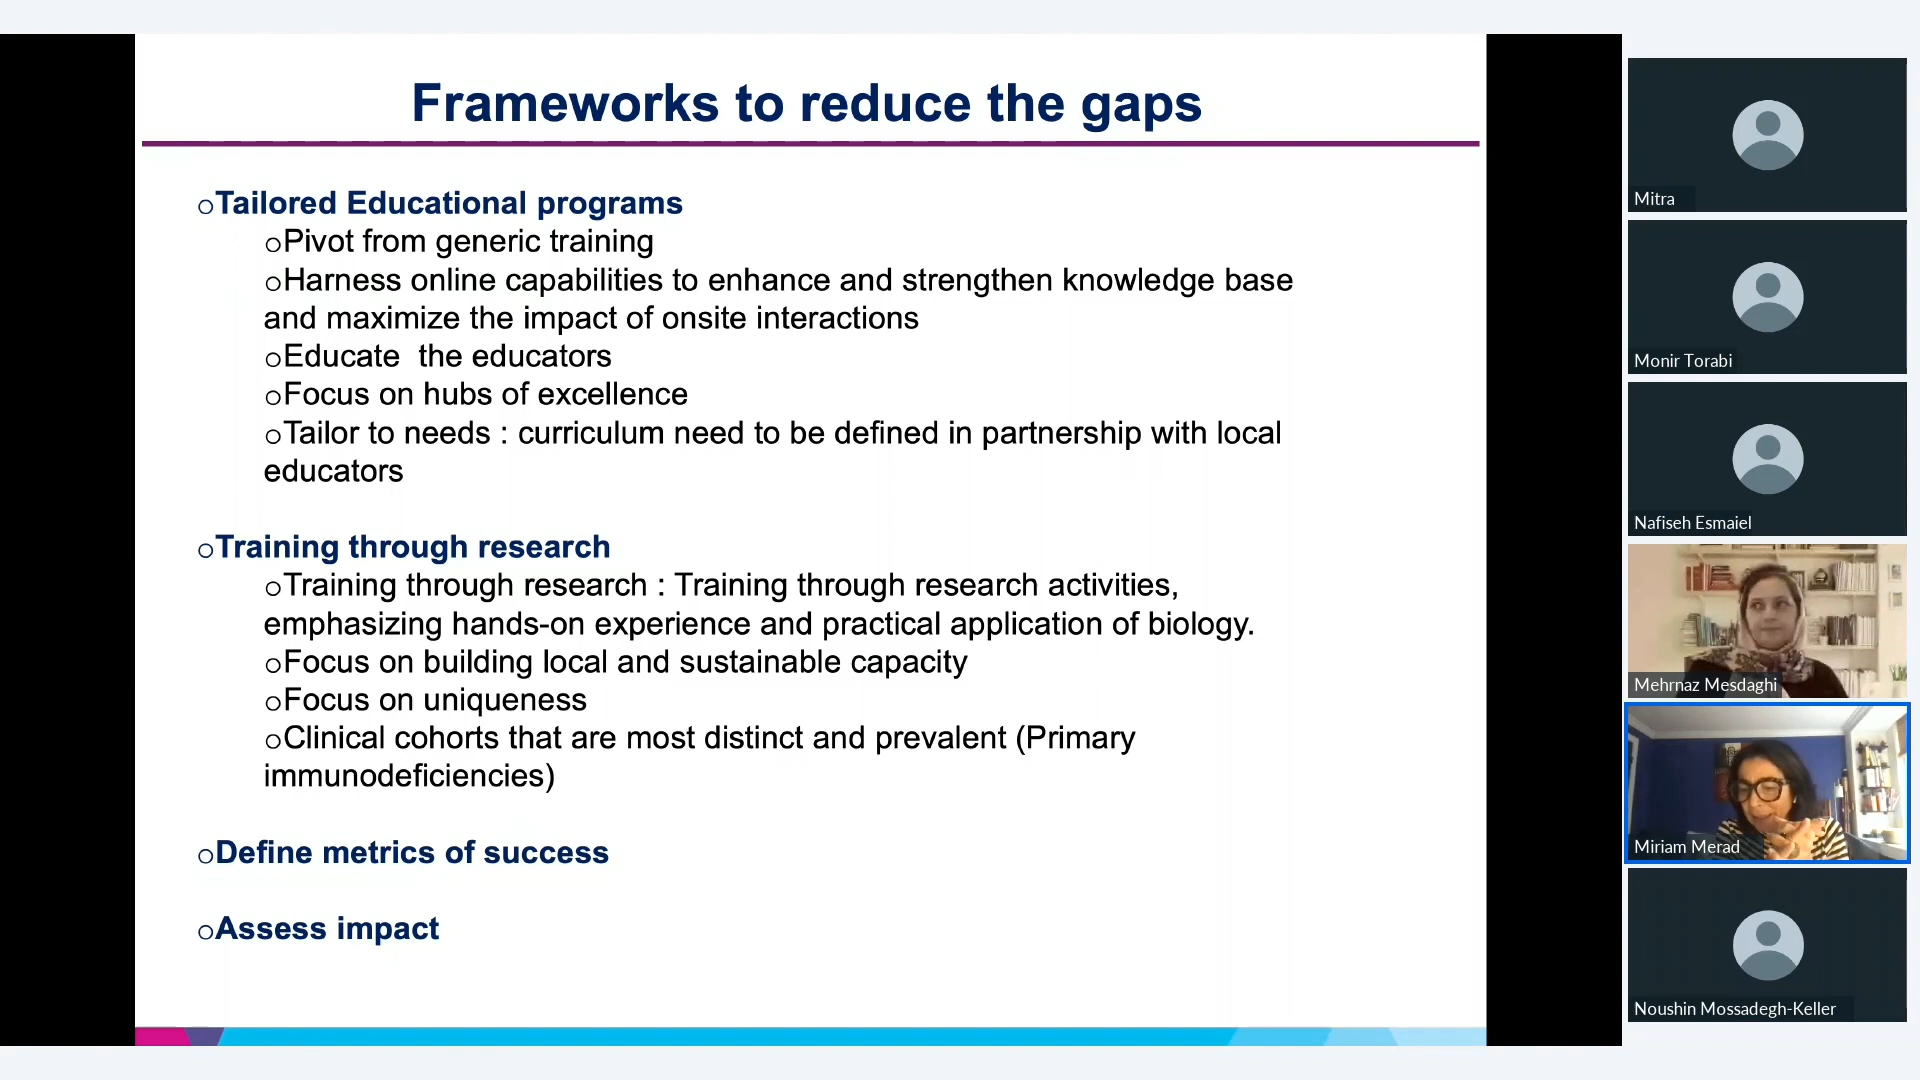 Frameworks to reduce the gaps
oTailored Educational programs
oPivot from generic training
oHarness online capabilities to enhance and strengthen knowledge base
and maximize the impact of onsite interactions
oEducate  the educators
oFocus on hubs of excellence
oTailor to needs : curriculum need to be defined in partnership with local
educators
oTraining through research
oTraining through research : Training through research activities,
emphasizing hands-on experience and practical application of biology.
oFocus on building local and sustainable capacity
oFocus on uniqueness
oClinical cohorts that are most distinct and prevalent (Primary
immunodeficiencies)
oDefine metrics of success
oAssess impact
Mitra
Monir Torabi
Nafiseh Esmaiel
Mehrnaz Mesdaghi
Miriam Merad
Noushin Mossadegh-Keller